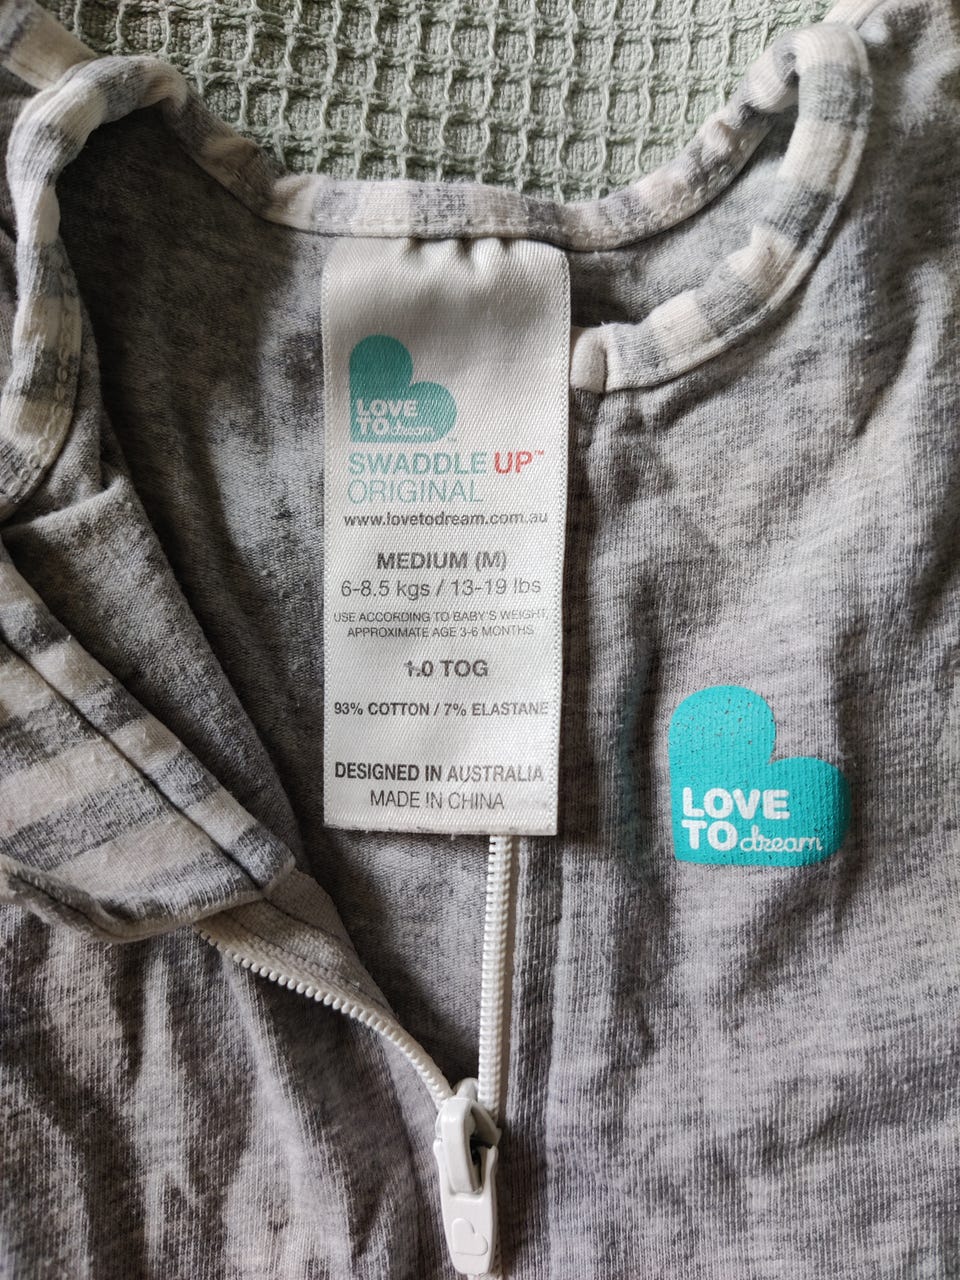 LOVE
TO dream™
SWADDLE UP™
ORIGINAL
www.lovetodream.com.au
MEDIUM (M)
6-8.5 kgs / 13-19 lbs
USE ACCORDING TO BABY'S WEIGHT,
APPROXIMATE AGE 3-6 MONTHS
1.0 TOG
93% COTTON / 7% ELASTANE
DESIGNED IN AUSTRALIA
MADE IN CHINA
LOVE
TO dream